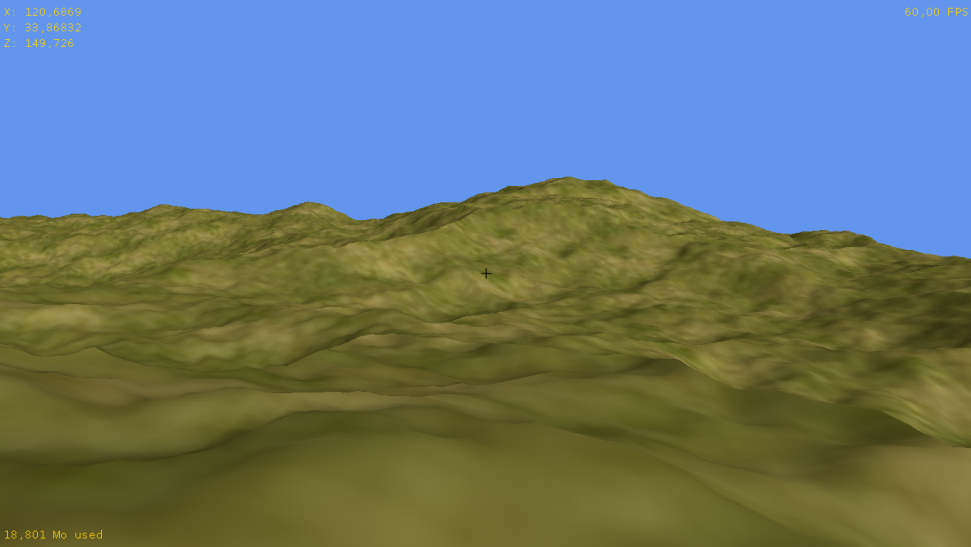 X: 120,6869
60,00 FPS
Y: 33,86832
Z: 149,726
18,801 Mo used